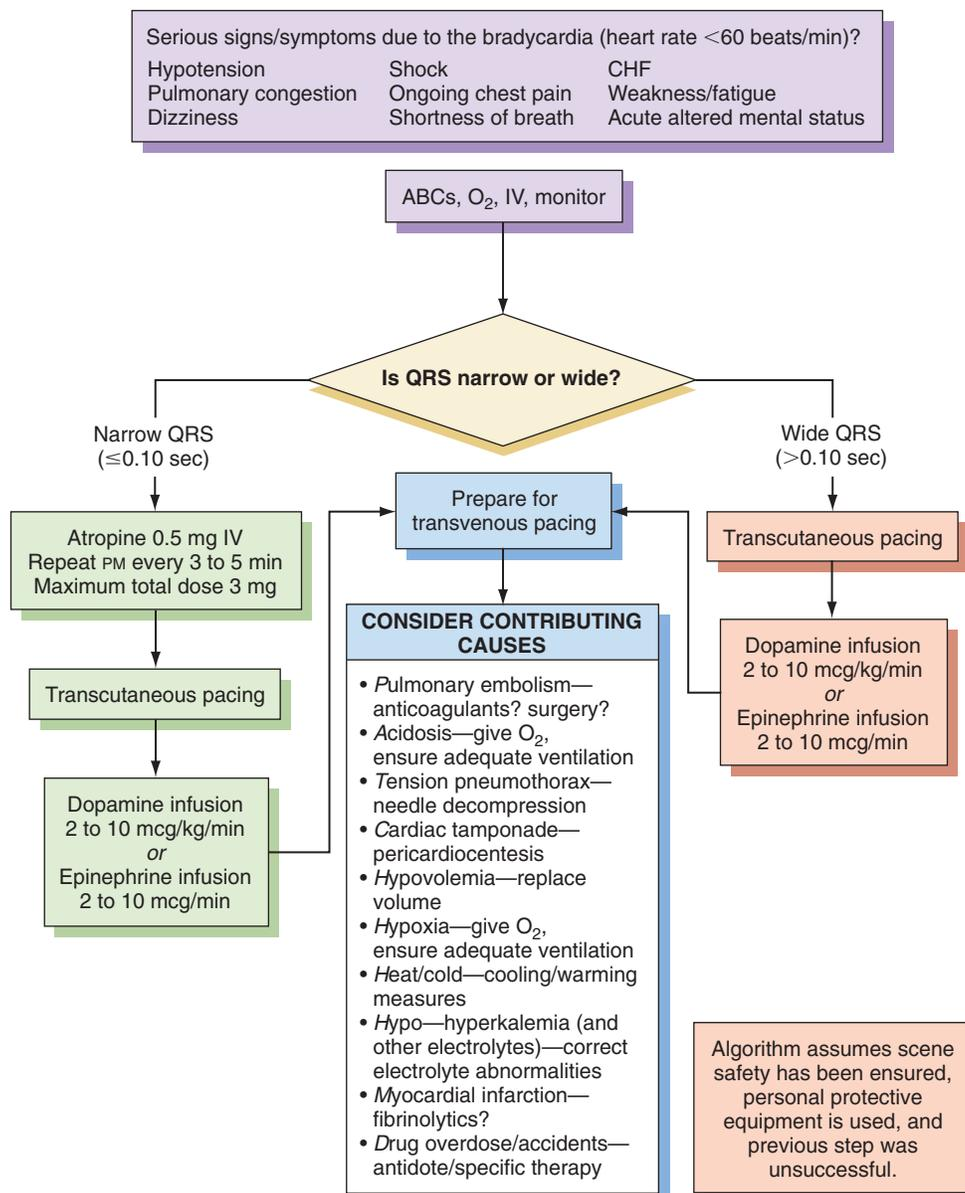 Serious signs/symptoms due to the bradycardia (heart rate <60 beats/min)?
Hypotension Shock CHF
Pulmonary congestion Ongoing chest pain Weakness/fatigue
Dizziness Shortness of breath Acute altered mental status
ABCs, O₂, IV, monitor
Is QRS narrow or wide?
Narrow QRS
(≤0.10 sec)
Wide QRS
(>0.10 sec)
Atropine 0.5 mg IV
Repeat PM every 3 to 5 min
Maximum total dose 3 mg
Transcutaneous pacing
Dopamine infusion
2 to 10 mcg/kg/min
or
Epinephrine infusion
2 to 10 mcg/min
Prepare for
transvenous pacing
Transcutaneous pacing
Dopamine infusion
2 to 10 mcg/kg/min
or
Epinephrine infusion
2 to 10 mcg/min
CONSIDER CONTRIBUTING
CAUSES
• Pulmonary embolism—
anticoagulants? surgery?
• Acidosis—give O₂,
ensure adequate ventilation
• Tension pneumothorax—
needle decompression
• Cardiac tamponade—
pericardiocentesis
• Hypovolemia—replace
volume
• Hypoxia—give O₂,
ensure adequate ventilation
• Heat/cold—cooling/warming
measures
• Hypo—hyperkalemia (and
other electrolytes)—correct
electrolyte abnormalities
• Myocardial infarction—
fibrinolytics?
• Drug overdose/accidents—
antidote/specific therapy
Algorithm assumes scene
safety has been ensured,
personal protective
equipment is used, and
previous step was
unsuccessful.